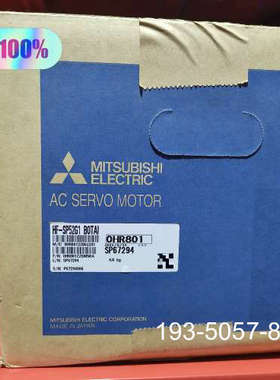 100%
MITSUBISHI
ELECTRIC
AC SERVO MOTOR
HF-SP52G1 BOTAI
OHR801
SP67294
MITSUBISHI ELECTRIC CORPORATION
MADE IN JAPAN
193-5057-8